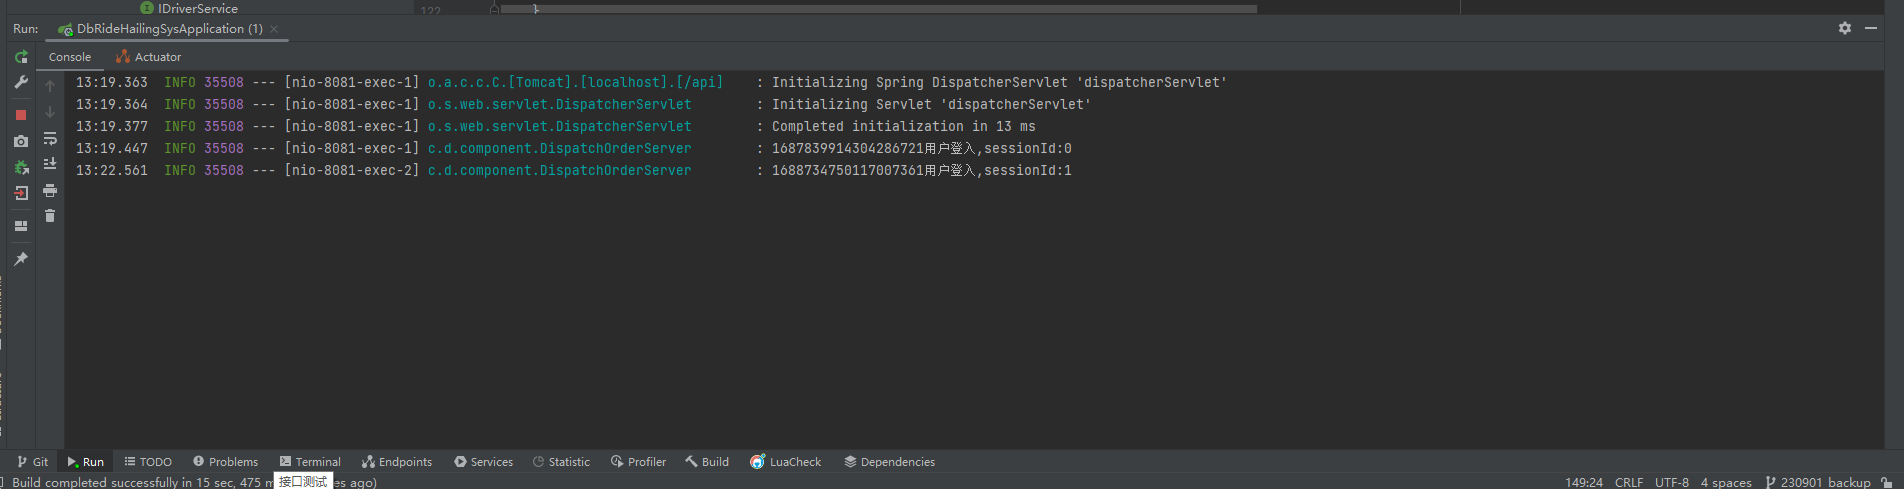 IDriverService
122
}
Run: DbRideHailingSysApplication (1)
Console Actuator
13:19.363 INFO 35508 --- [nio-8081-exec-1] o.a.c.c.C.[Tomcat].[localhost].[/api] : Initializing Spring DispatcherServlet 'dispatcherServlet'
13:19.364 INFO 35508 --- [nio-8081-exec-1] o.s.web.servlet.DispatcherServlet : Initializing Servlet 'dispatcherServlet'
13:19.377 INFO 35508 --- [nio-8081-exec-1] o.s.web.servlet.DispatcherServlet : Completed initialization in 13 ms
13:19.447 INFO 35508 --- [nio-8081-exec-1] c.d.component.DispatchOrderServer : 1687839914304286721用户登入,sessionId:0
13:22.561 INFO 35508 --- [nio-8081-exec-2] c.d.component.DispatchOrderServer : 1688734750117007361用户登入,sessionId:1
Git Run TODO Problems Terminal Endpoints Services Statistic Profiler Build LuaCheck Dependencies
Build completed successfully in 15 sec, 475 m 接口测试 es ago) 149:24 CRLF UTF-8 4 spaces 230901 backup